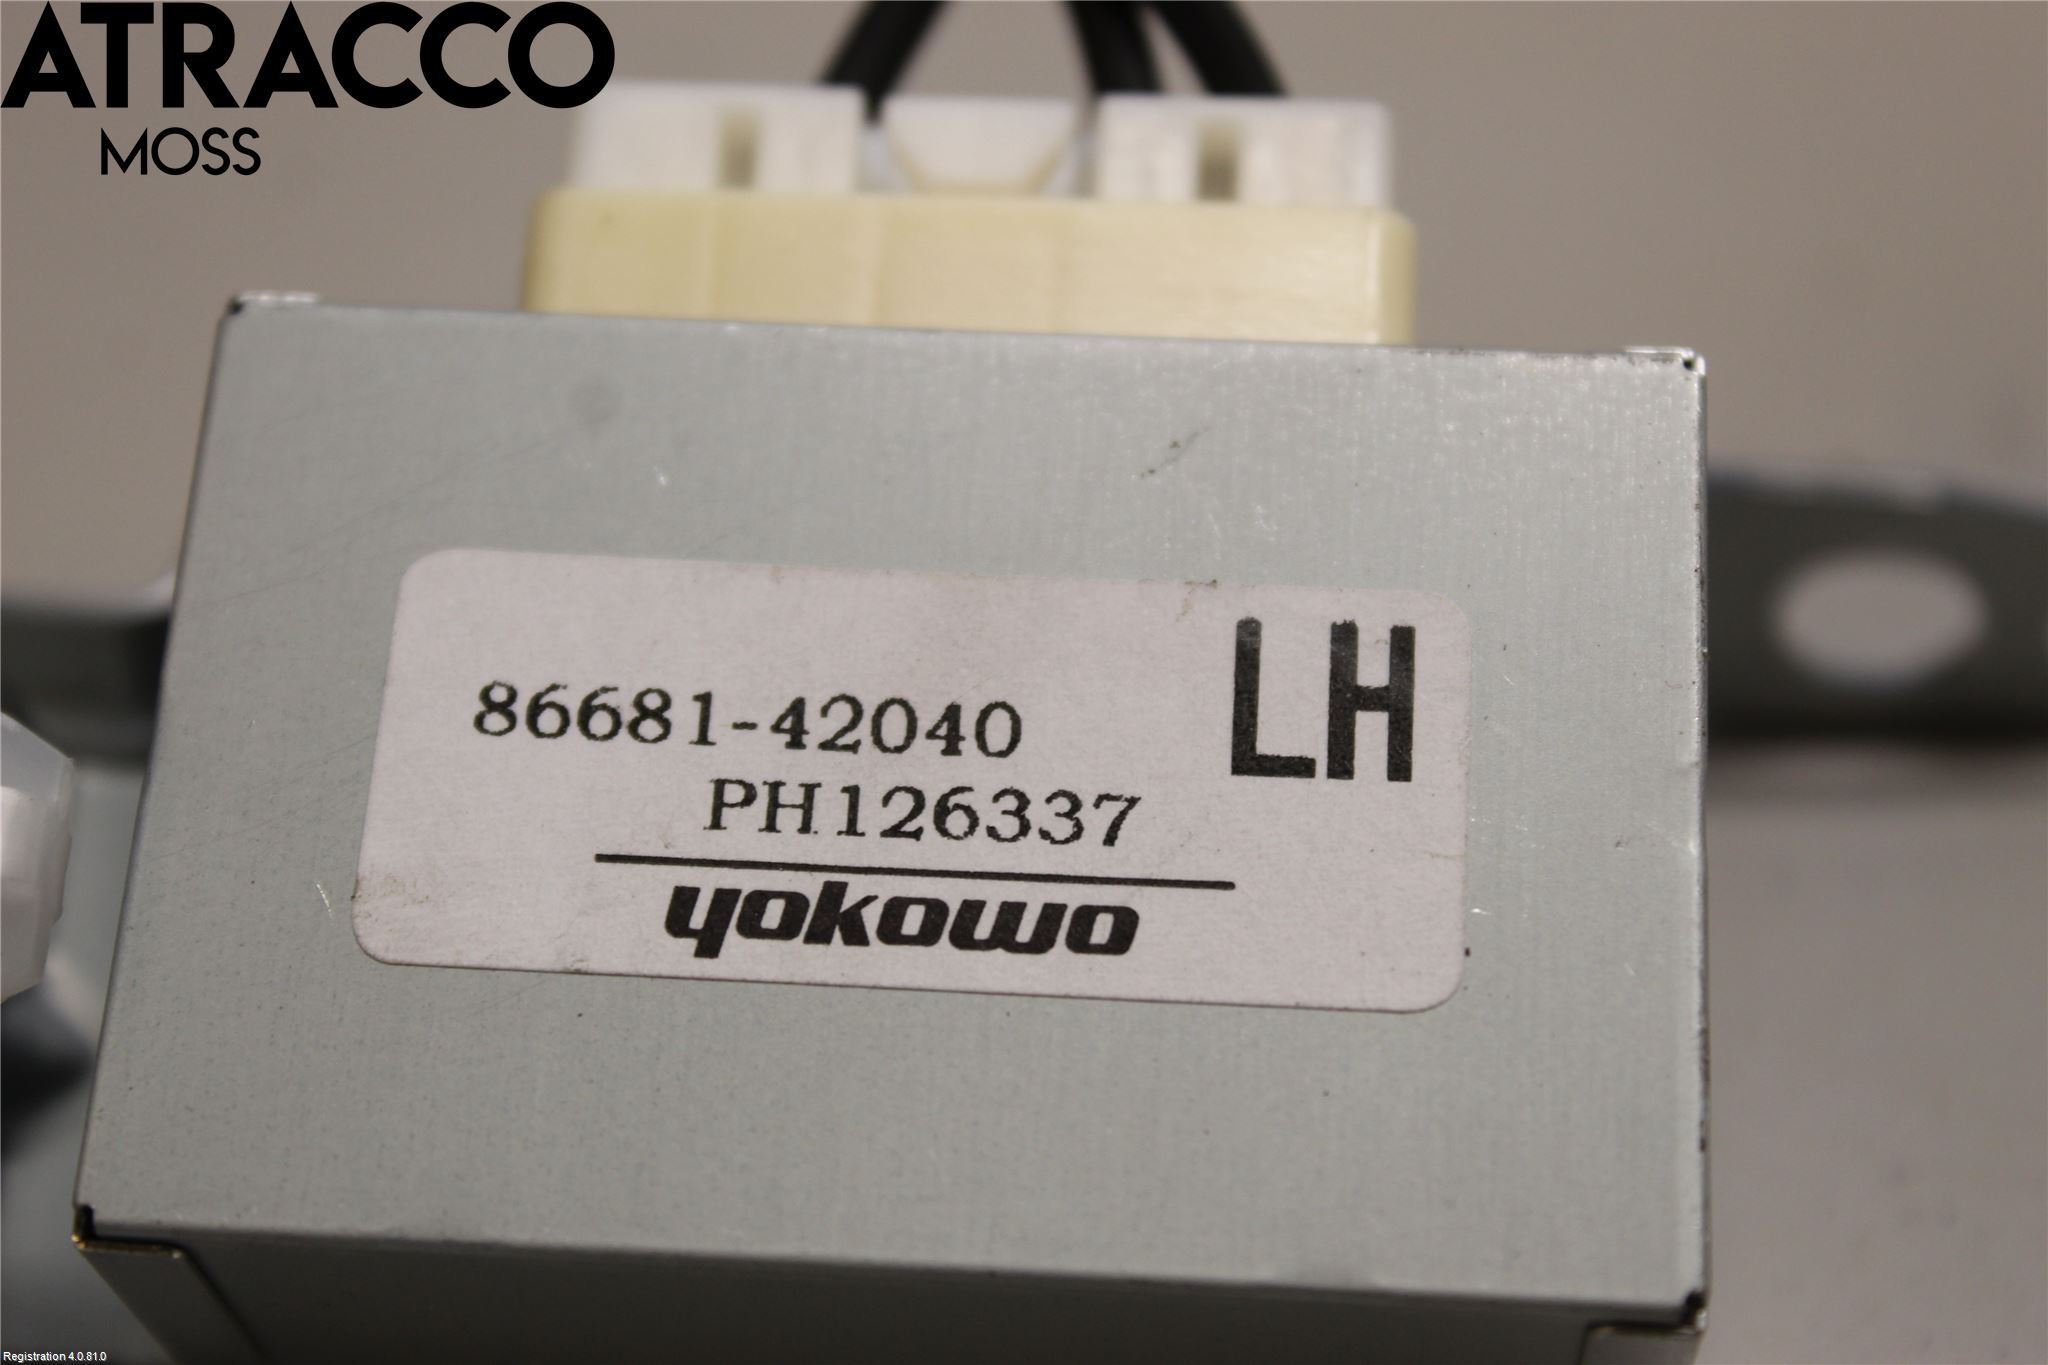 ATRACCO
MOSS
LH
86681-42040
PH126337
yokowo
Registration 4.0.81.0